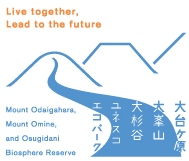 Live together,
Lead to the future
大台ケ原
大峯山
大杉谷
ユネスコ
エコパーク
Mount Odaigahara,
Mount Omine,
and Osugidani
Biosphere Reserve